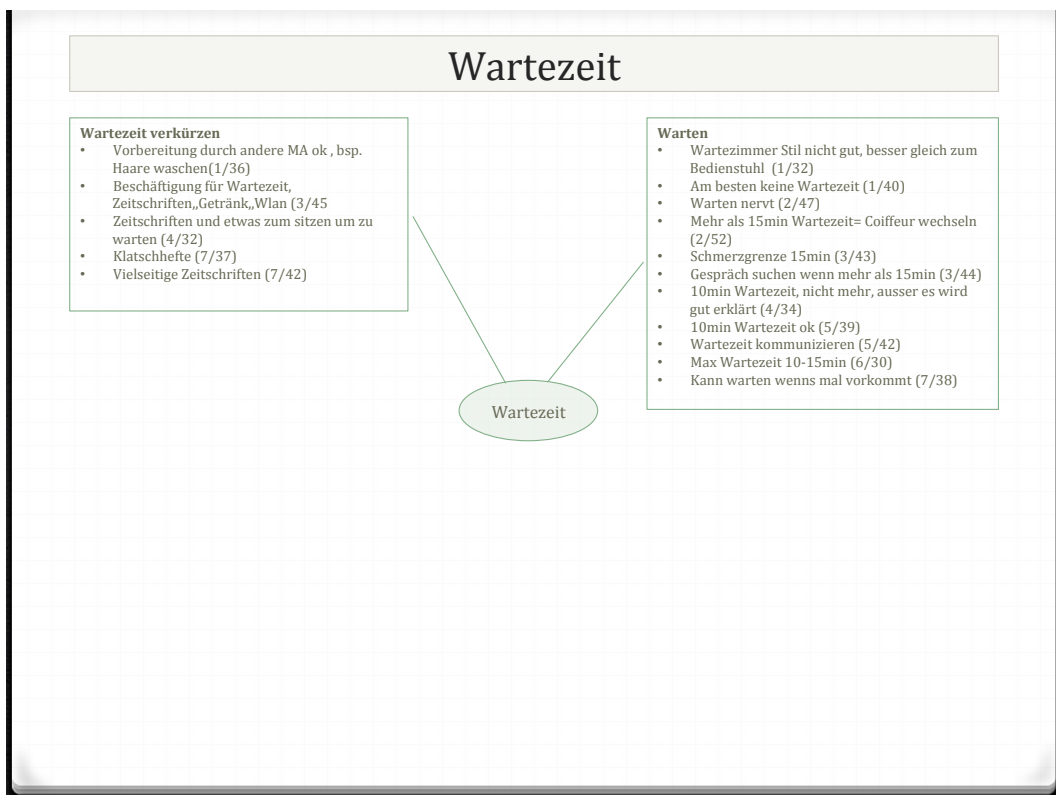 Wartezeit
Wartezeit verkürzen
• Vorbereitung durch andere MA ok , bsp.
Haare waschen(1/36)
• Beschäftigung für Wartezeit,
Zeitschriften,,Getränk,,Wlan (3/45
• Zeitschriften und etwas zum sitzen um zu
warten (4/32)
• Klatschhefte (7/37)
• Vielseitige Zeitschriften (7/42)
Warten
• Wartezimmer Stil nicht gut, besser gleich zum
Bedienstuhl (1/32)
• Am besten keine Wartezeit (1/40)
• Warten nervt (2/47)
• Mehr als 15min Wartezeit= Coiffeur wechseln
(2/52)
• Schmerzgrenze 15min (3/43)
• Gespräch suchen wenn mehr als 15min (3/44)
• 10min Wartezeit, nicht mehr, ausser es wird
gut erklärt (4/34)
• 10min Wartezeit ok (5/39)
• Wartezeit kommunizieren (5/42)
• Max Wartezeit 10-15min (6/30)
• Kann warten wenns mal vorkommt (7/38)
Wartezeit